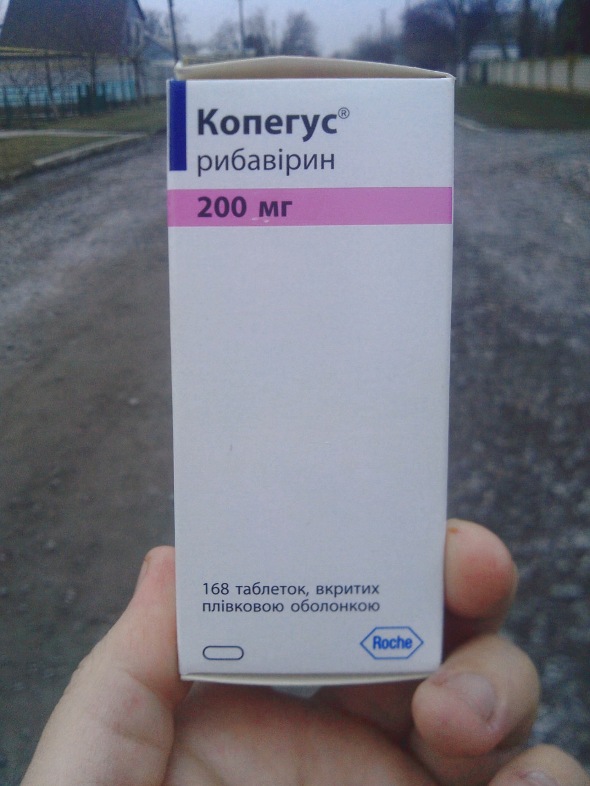 Копегус®
рибавірин
200 мг
168 таблеток, вкритих
плівковою оболонкою
Roche